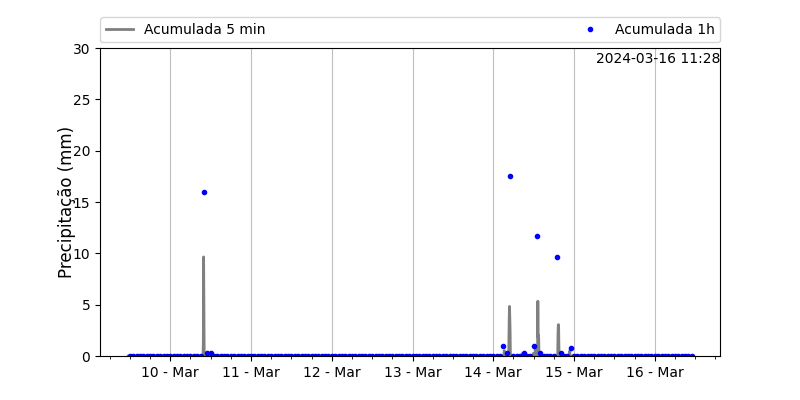 Acumulada 5 min
Acumulada 1h
2024-03-16 11:28
Precipitação (mm)
30
25
20
15
10
5
0
10 - Mar
11 - Mar
12 - Mar
13 - Mar
14 - Mar
15 - Mar
16 - Mar